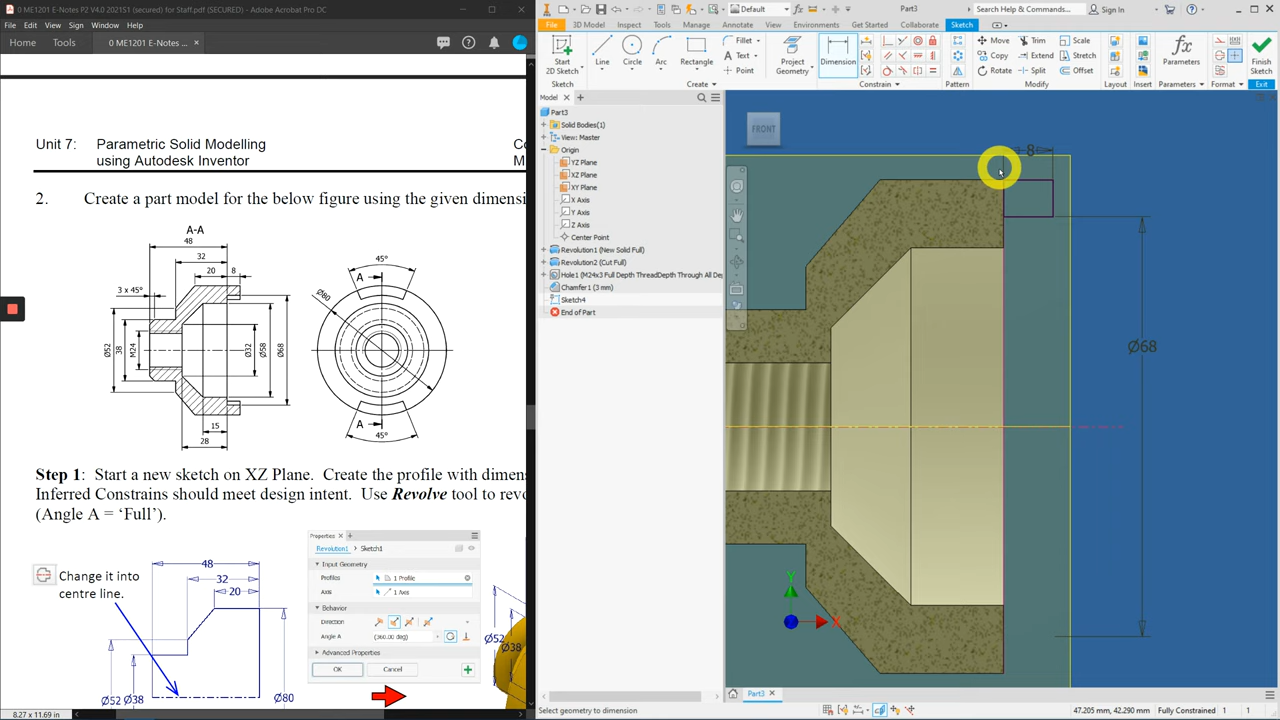 0 ME1201 E-Notes P2 V4.0 202151 (secured) for Staff.pdf (SECURED) - Adobe Acrobat Pro DC
Edit View Sign Window Help
Home Tools 0 ME1201 E-Notes ...
Unit 7: Parametric Solid Modelling
using Autodesk Inventor
2. Create a part model for the below figure using the given dimensi
A-A
48
32
20 8
3 x 45°
Ø52
38
M24
Ø32
Ø58
Ø68
15
28
45°
A
Ø80
A
45°
Step 1: Start a new sketch on XZ Plane. Create the profile with dimens
Inferred Constrains should meet design intent. Use Revolve tool to revo
(Angle A = ‘Full’).
Change it into
centre line.
48
32
20
Ø52 Ø38
Ø80
Properties
Revolution1 > Sketch1
Input Geometry
Profiles 1 Profile
Axis 1 Axis
Behavior
Direction
Angle A (360.00 deg)
Advanced Properties
OK Cancel
Ø52
Ø38
8.27 x 11.69 in
Default
Part3
Search Help & Commands...
Sign In
File 3D Model Sketch Annotate Inspect Tools Manage View Environments Get Started Collaborate Sketch
Start
2D Sketch
Sketch
Line Circle Arc Rectangle
Fillet
Text
Point
Create
Project
Geometry
Dimension
Constrain
Pattern
Move Trim Scale
Copy Extend Stretch
Rotate Split Offset
Modify
Layout
Insert
Parameters
Parameters
Format
Finish
Sketch
Exit
Model
Part3
Solid Bodies(1)
View: Master
Origin
YZ Plane
XZ Plane
XY Plane
X Axis
Y Axis
Z Axis
Center Point
Revolution1 (New Solid Full)
Revolution2 (Cut Full)
Hole1 (M24x3 Full Depth ThreadDepth Through All De
Chamfer1 (3 mm)
Sketch4
End of Part
FRONT
8
Ø68
Y
X
Part3
Select geometry to dimension
47.205 mm, 42.290 mm Fully Constrained 1 1